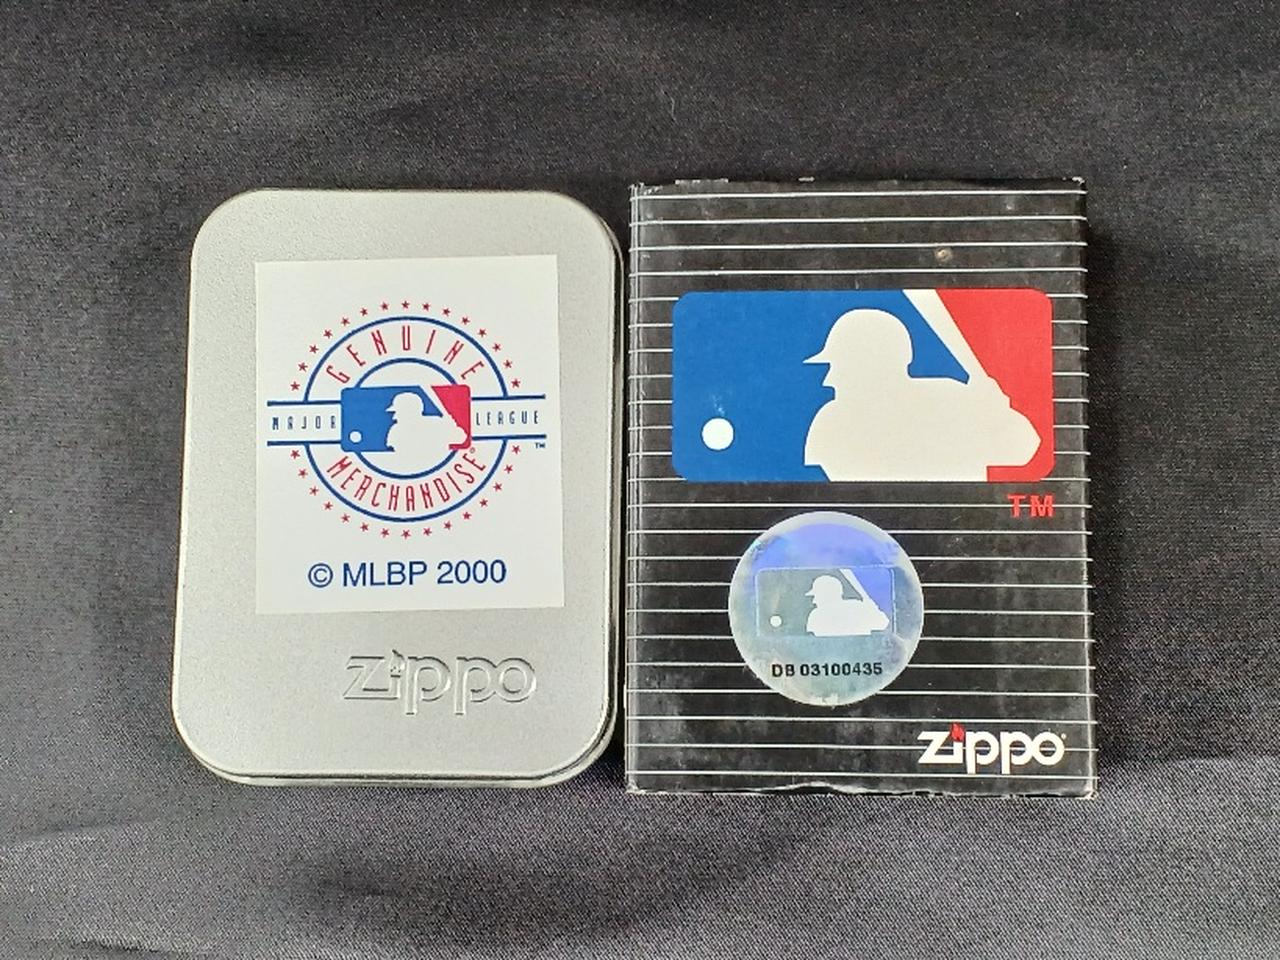 GENUINE
MAJOR LEAGUE ™
MERCHANDISE®
© MLBP 2000
zippo
TM
DB 03100435
zippo®